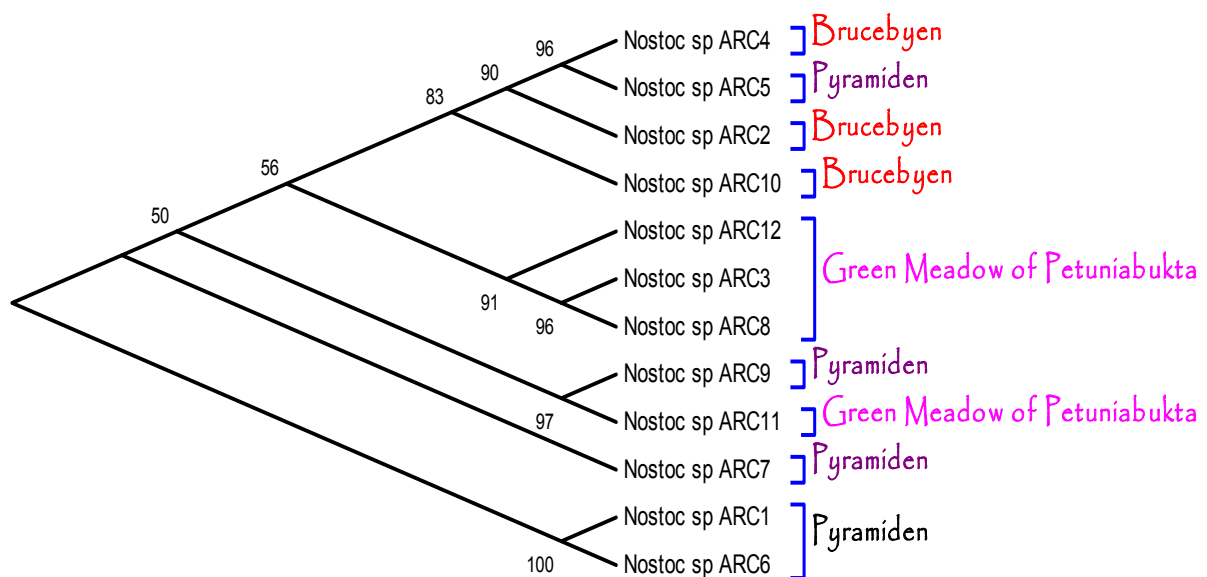 96 Nostoc sp ARC4 Brucebyen
90 Nostoc sp ARC5 Pyramiden
83 Nostoc sp ARC2 Brucebyen
56 Nostoc sp ARC10 Brucebyen
50 Nostoc sp ARC12
Nostoc sp ARC3 Green Meadow of Petuniabukta
91 96 Nostoc sp ARC8
Nostoc sp ARC9 Pyramiden
97 Nostoc sp ARC11 Green Meadow of Petuniabukta
Nostoc sp ARC7 Pyramiden
Nostoc sp ARC1 Pyramiden
100 Nostoc sp ARC6